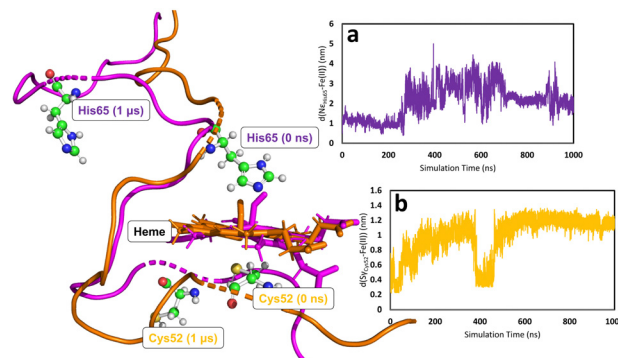 a
d(Nε His65-Fe(II)) (nm)
6
5
4
3
2
1
0
0 200 400 600 800 1000
Simulation Time (ns)
His65 (1 μs)
His65 (0 ns)
Heme
b
d(Sγ Cys52-Fe(II)) (nm)
1.6
1.4
1.2
1
0.8
0.6
0.4
0.2
0
0 200 400 600 800 1000
Simulation Time (ns)
Cys52 (0 ns)
Cys52 (1 μs)